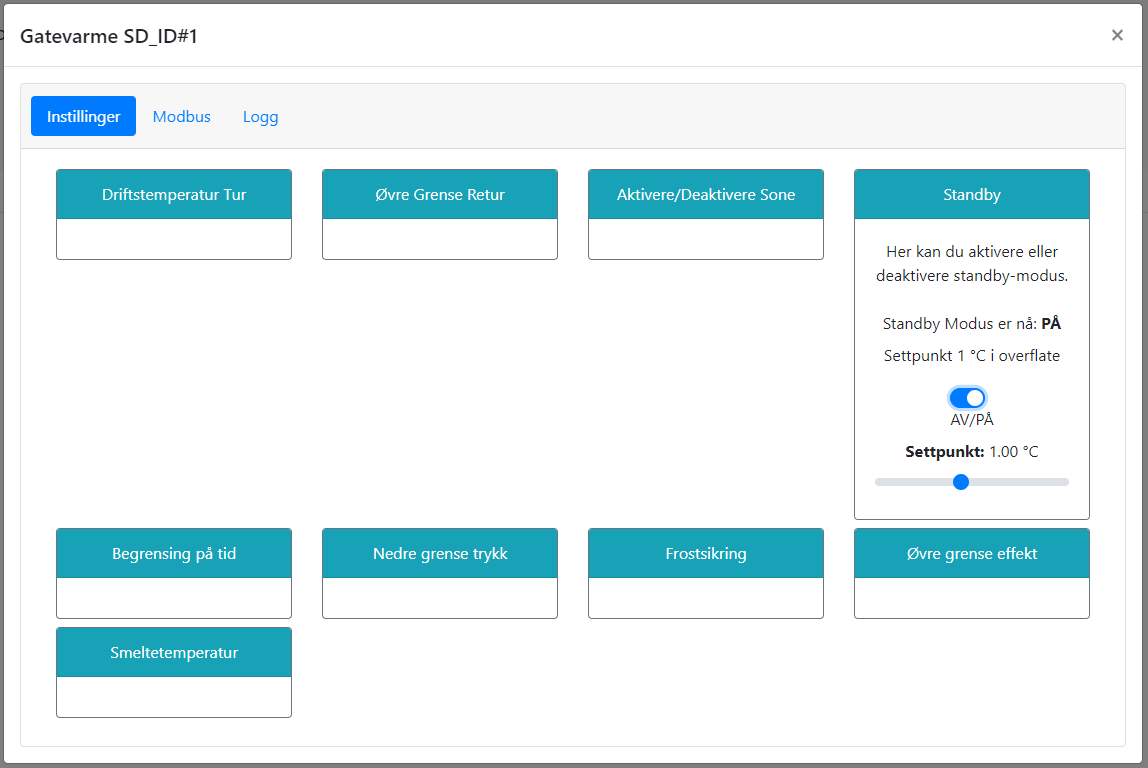 Gatevarme SD_ID#1
×
Instillinger Modbus Logg
Driftstemperatur Tur
Øvre Grense Retur
Aktivere/Deaktivere Sone
Standby
Her kan du aktivere eller
deaktivere standby-modus.
Standby Modus er nå: PÅ
Settpunkt 1 °C i overflate
AV/PÅ
Settpunkt: 1.00 °C
Begrensing på tid
Nedre grense trykk
Frostsikring
Øvre grense effekt
Smeltetemperatur